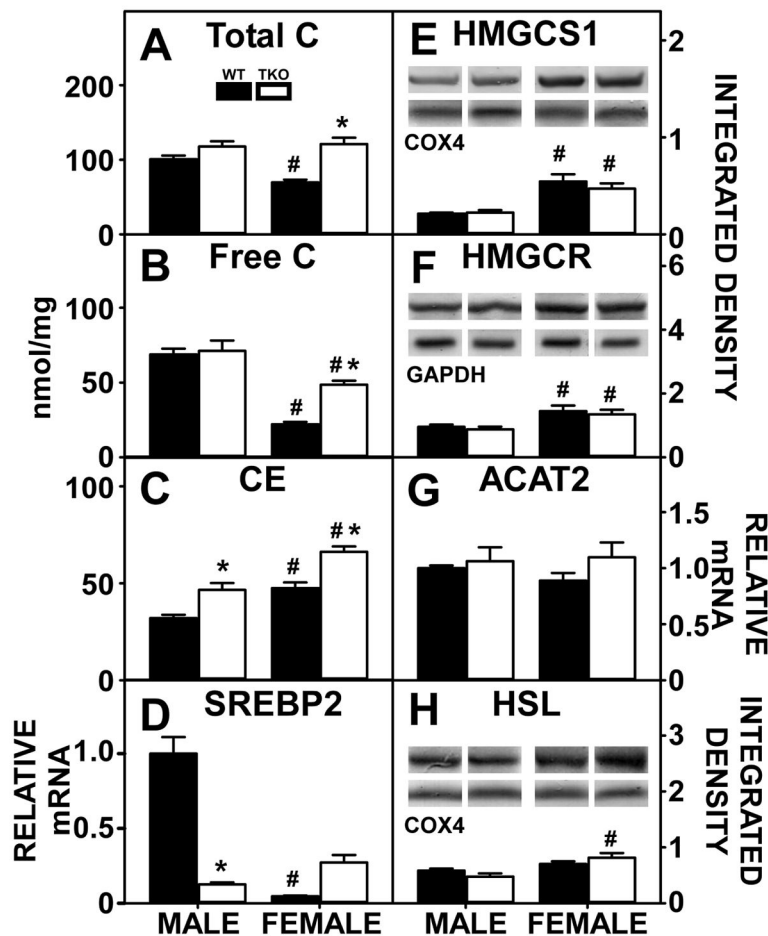 A Total C
WT TKO
200
100
0
#
*
B Free C
nmol/mg
100
50
0
#
# *
C CE
100
50
0
*
#
# *
D SREBP2
RELATIVE
mRNA
1.0
0.5
0
*
#
MALE FEMALE
E HMGCS1
COX4
2
1
0
# #
INTEGRATED DENSITY
F HMGCR
GAPDH
6
4
2
0
# #
G ACAT2
1.5
1.0
0.5
0
RELATIVE
mRNA
H HSL
COX4
3
2
1
0
#
INTEGRATED
DENSITY
MALE FEMALE